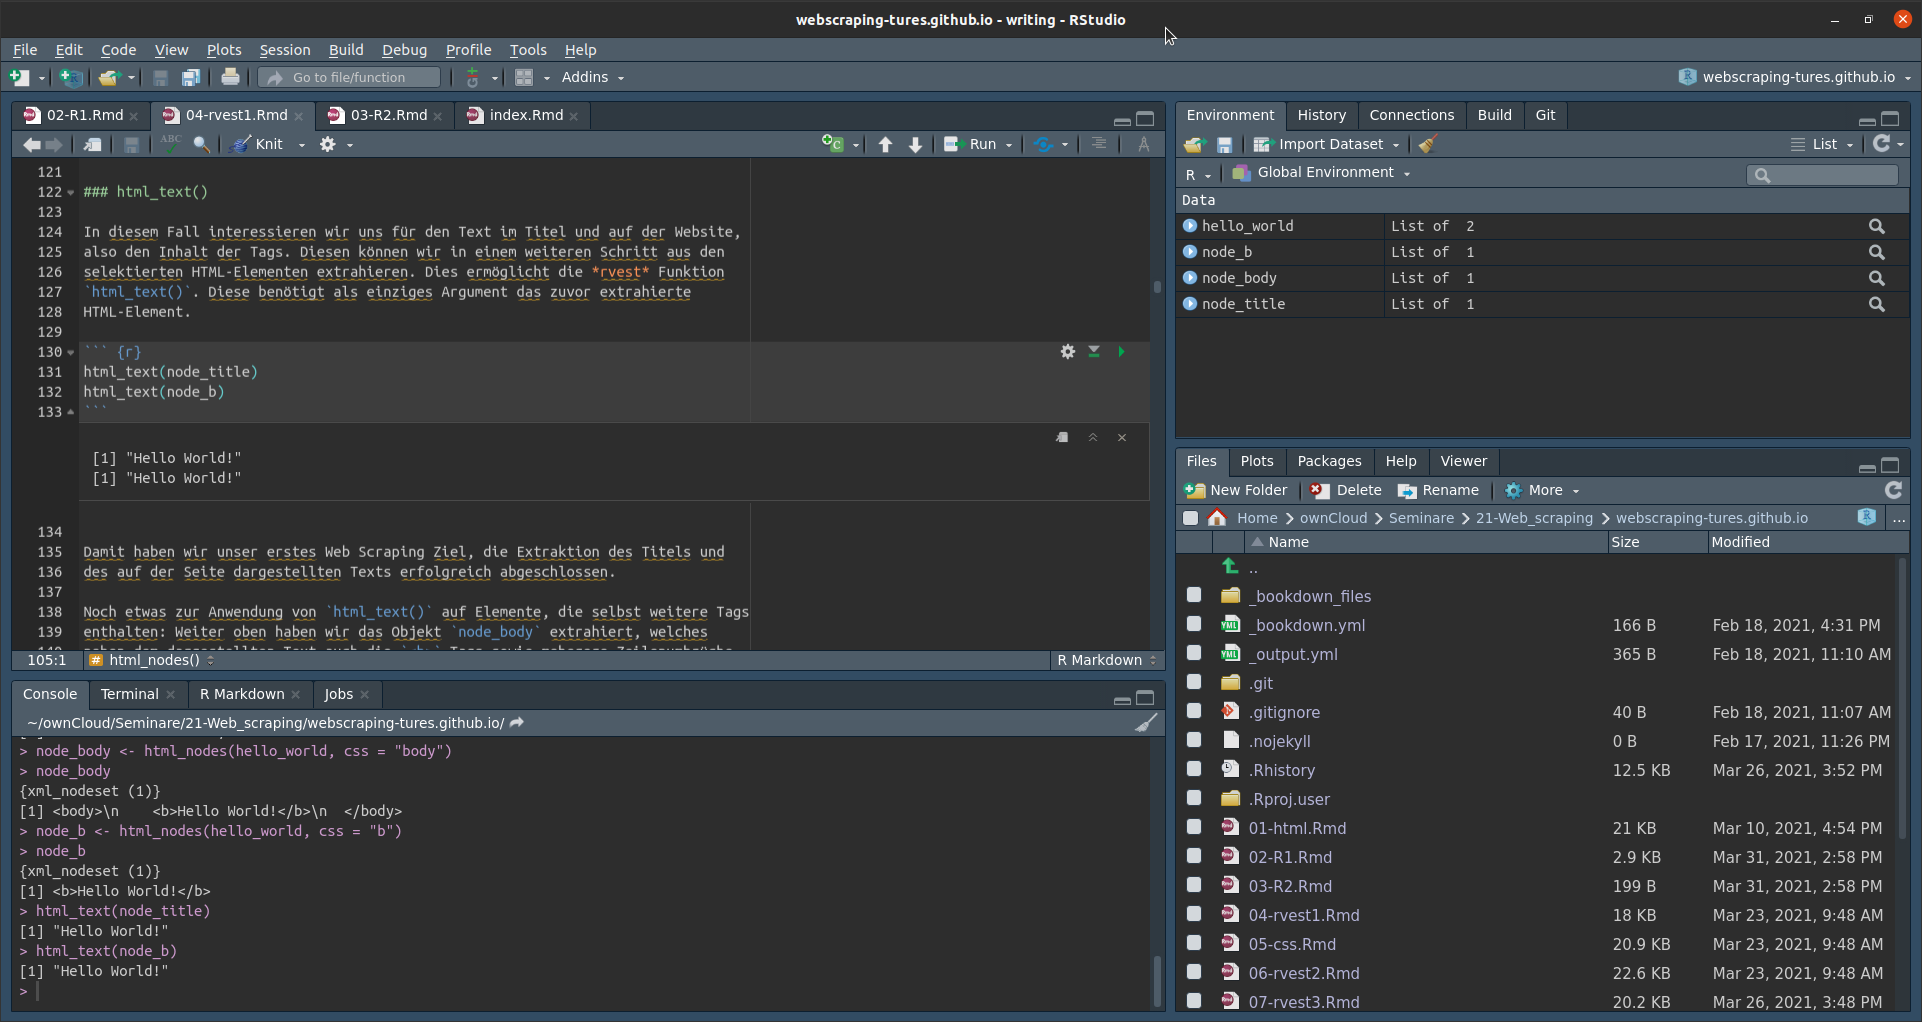 webscraping-tures.github.io - writing - RStudio
File Edit Code View Plots Session Build Debug Profile Tools Help
Go to file/function Addins webscraping-tures.github.io
02-R1.Rmd 04-rvest1.Rmd 03-R2.Rmd index.Rmd
ABC Knit Run
121
122 ### html_text()
123
124 In diesem Fall interessieren wir uns für den Text im Titel und auf der Website,
125 also den Inhalt der Tags. Diesen können wir in einem weiteren Schritt aus den
126 selektierten HTML-Elementen extrahieren. Dies ermöglicht die *rvest* Funktion
127 `html_text()`. Diese benötigt als einziges Argument das zuvor extrahierte
128 HTML-Element.
129
130 ``` {r}
131 html_text(node_title)
132 html_text(node_b)
133 ```
[1] "Hello World!"
[1] "Hello World!"
134
135 Damit haben wir unser erstes Web Scraping Ziel, die Extraktion des Titels und
136 des auf der Seite dargestellten Texts erfolgreich abgeschlossen.
137
138 Noch etwas zur Anwendung von `html_text()` auf Elemente, die selbst weitere Tags
139 enthalten: Weiter oben haben wir das Objekt `node_body` extrahiert, welches
105:1 # html_nodes() R Markdown
Console Terminal R Markdown Jobs
~/ownCloud/Seminare/21-Web_scraping/webscraping-tures.github.io/
> node_body <- html_nodes(hello_world, css = "body")
> node_body
{xml_nodeset (1)}
[1] <body>\n    <b>Hello World!</b>\n  </body>
> node_b <- html_nodes(hello_world, css = "b")
> node_b
{xml_nodeset (1)}
[1] <b>Hello World!</b>
> html_text(node_title)
[1] "Hello World!"
> html_text(node_b)
[1] "Hello World!"
>
Environment History Connections Build Git
Import Dataset List
R Global Environment
Data
hello_world List of 2
node_b List of 1
node_body List of 1
node_title List of 1
Files Plots Packages Help Viewer
New Folder Delete Rename More
Home ownCloud Seminare 21-Web_scraping webscraping-tures.github.io ...
Name Size Modified
..
_bookdown_files
_bookdown.yml 166 B Feb 18, 2021, 4:31 PM
_output.yml 365 B Feb 18, 2021, 11:10 AM
.git
.gitignore 40 B Feb 18, 2021, 11:07 AM
.nojekyll 0 B Feb 17, 2021, 11:26 PM
.Rhistory 12.5 KB Mar 26, 2021, 3:52 PM
.Rproj.user
01-html.Rmd 21 KB Mar 10, 2021, 4:54 PM
02-R1.Rmd 2.9 KB Mar 31, 2021, 2:58 PM
03-R2.Rmd 199 B Mar 31, 2021, 2:58 PM
04-rvest1.Rmd 18 KB Mar 23, 2021, 9:48 AM
05-css.Rmd 20.9 KB Mar 23, 2021, 9:48 AM
06-rvest2.Rmd 22.6 KB Mar 23, 2021, 9:48 AM
07-rvest3.Rmd 20.2 KB Mar 26, 2021, 3:48 PM